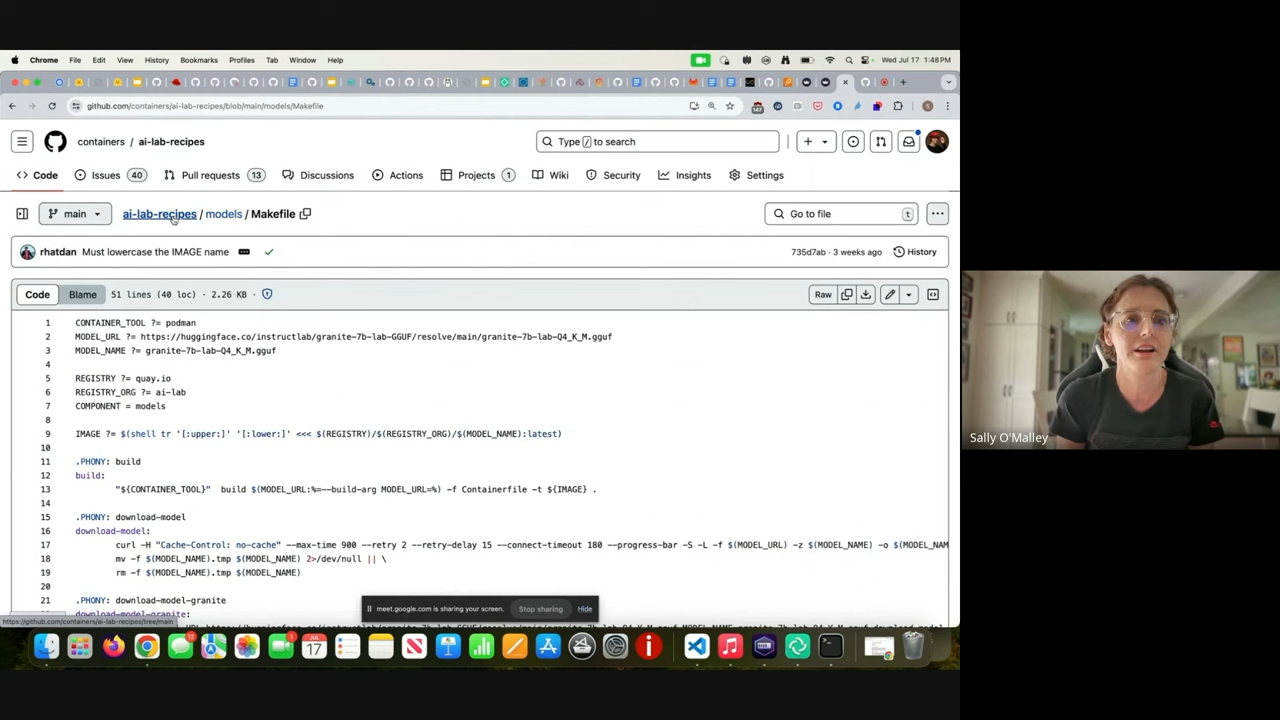 Chrome File Edit View History Bookmarks Profiles Tab Window Help
Wed Jul 17 1:48 PM
github.com/containers/ai-lab-recipes/blob/main/models/Makefile
containers / ai-lab-recipes
Type / to search
Code Issues 40 Pull requests 13 Discussions Actions Projects 1 Wiki Security Insights Settings
main
ai-lab-recipes / models / Makefile
Go to file t
rhatdan Must lowercase the IMAGE name
735d7ab · 3 weeks ago History
Code Blame 51 lines (40 loc) · 2.26 KB
Raw
1 CONTAINER_TOOL ?= podman
2 MODEL_URL ?= https://huggingface.co/instructlab/granite-7b-lab-GGUF/resolve/main/granite-7b-lab-Q4_K_M.gguf
3 MODEL_NAME ?= granite-7b-lab-Q4_K_M.gguf
4
5 REGISTRY ?= quay.io
6 REGISTRY_ORG ?= ai-lab
7 COMPONENT = models
8
9 IMAGE ?= $(shell tr '[:upper:]' '[:lower:]' <<< $(REGISTRY)/$(REGISTRY_ORG)/$(MODEL_NAME):latest)
10
11 .PHONY: build
12 build:
13 "${CONTAINER_TOOL}" build $(MODEL_URL:%=--build-arg MODEL_URL=%) -f Containerfile -t ${IMAGE} .
14
15 .PHONY: download-model
16 download-model:
17 curl -H "Cache-Control: no-cache" --max-time 900 --retry 2 --retry-delay 15 --connect-timeout 180 --progress-bar -S -L -f $(MODEL_URL) -z $(MODEL_NAME) -o $(MODEL_NAM
18 mv -f $(MODEL_NAME).tmp $(MODEL_NAME) 2>/dev/null || \
19 rm -f $(MODEL_NAME).tmp $(MODEL_NAME)
20
21 .PHONY: download-model-granite
download-model-granite:
meet.google.com is sharing your screen. Stop sharing Hide
https://github.com/containers/ai-lab-recipes/tree/main
JUL
17
Sally O'Malley